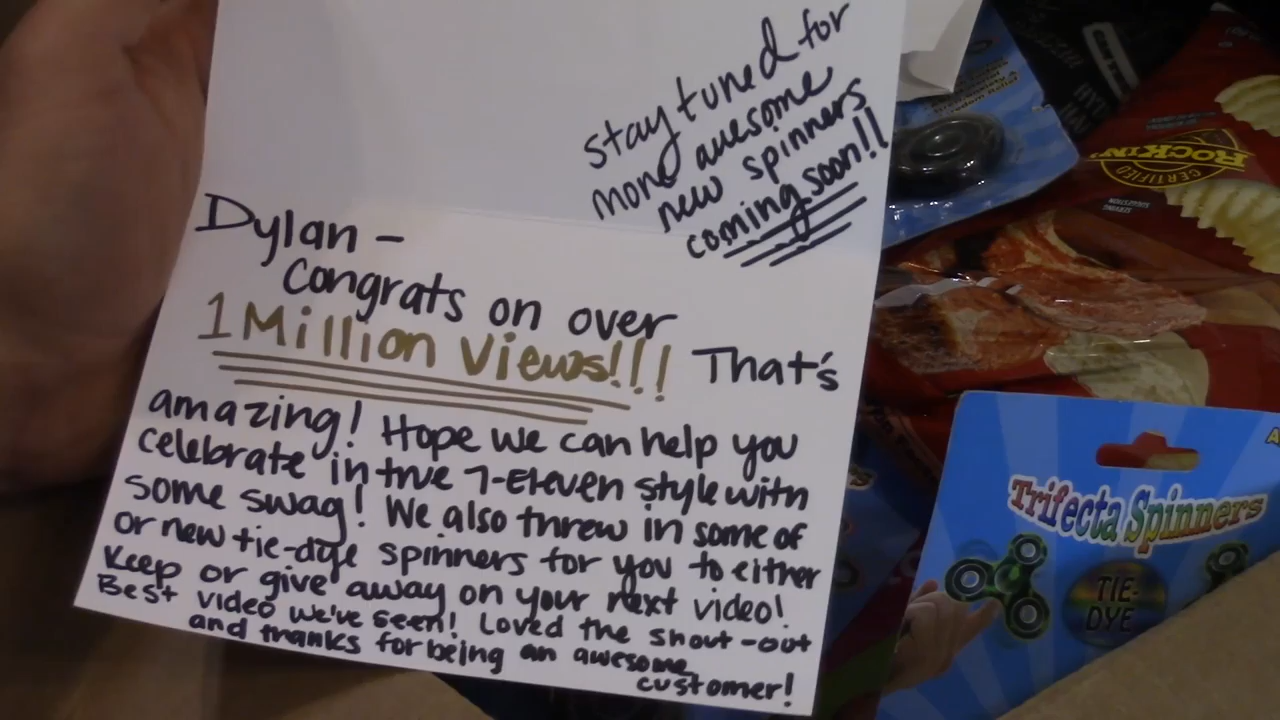 stay tuned for
more awesome
new spinners
coming soon!!
Dylan -
congrats on over
1 Million Views!!! That's
amazing! Hope we can help you
celebrate in true 7-Eleven style with
some swag! We also threw in some of
or new tie-dye spinners for you to either
keep or give away on your next video!
Best video we've seen! Loved the shout-out
and thanks for being an awesome
customer!
CERTIFIED
ROCKIN'
Trifecta Spinners
TIE-
DYE